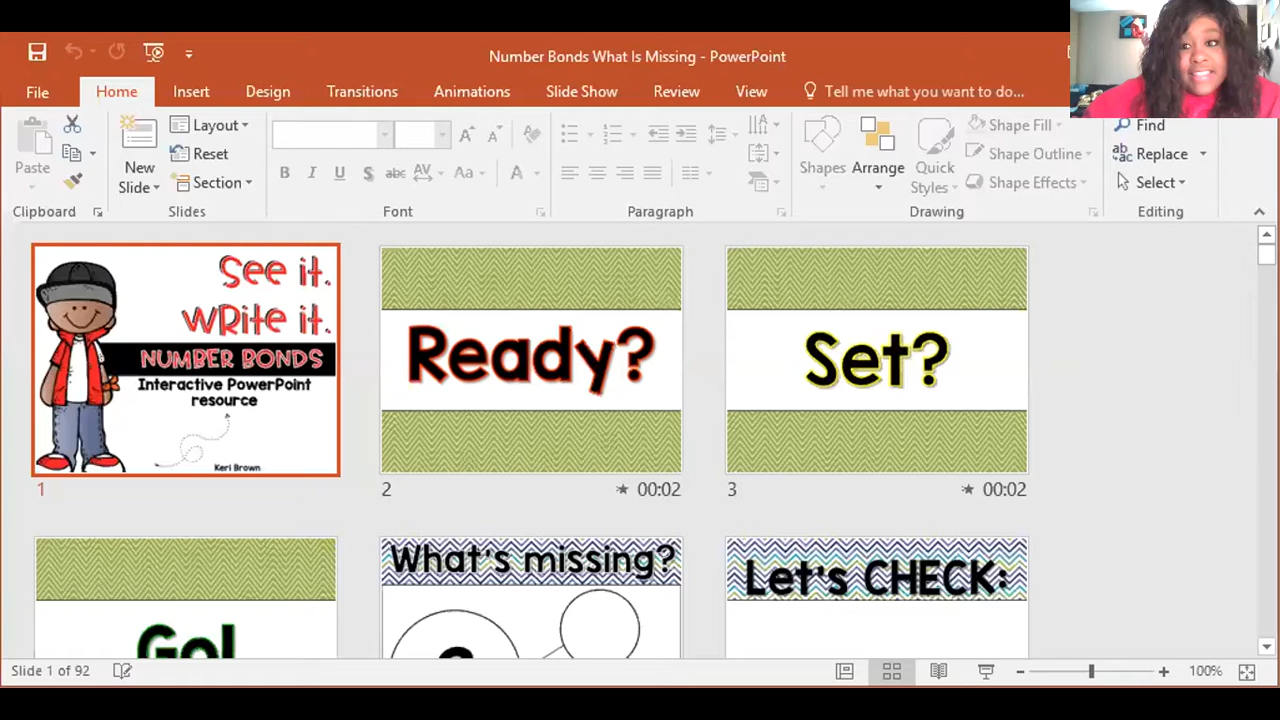 Number Bonds What Is Missing - PowerPoint
File
Home
Insert
Design
Transitions
Animations
Slide Show
Review
View
Tell me what you want to do...
Paste
Clipboard
New
Slide
Layout
Reset
Section
Slides
B I U S abc AV Aa A
Font
Paragraph
Shapes
Arrange
Quick
Styles
Shape Fill
Shape Outline
Shape Effects
Drawing
Find
Replace
Select
Editing
See it.
Write it.
NUMBER BONDS
Interactive PowerPoint
resource
Keri Brown
1
Ready?
2
00:02
Set?
3
00:02
Go!
What's missing?
Let's CHECK:
Slide 1 of 92
100%